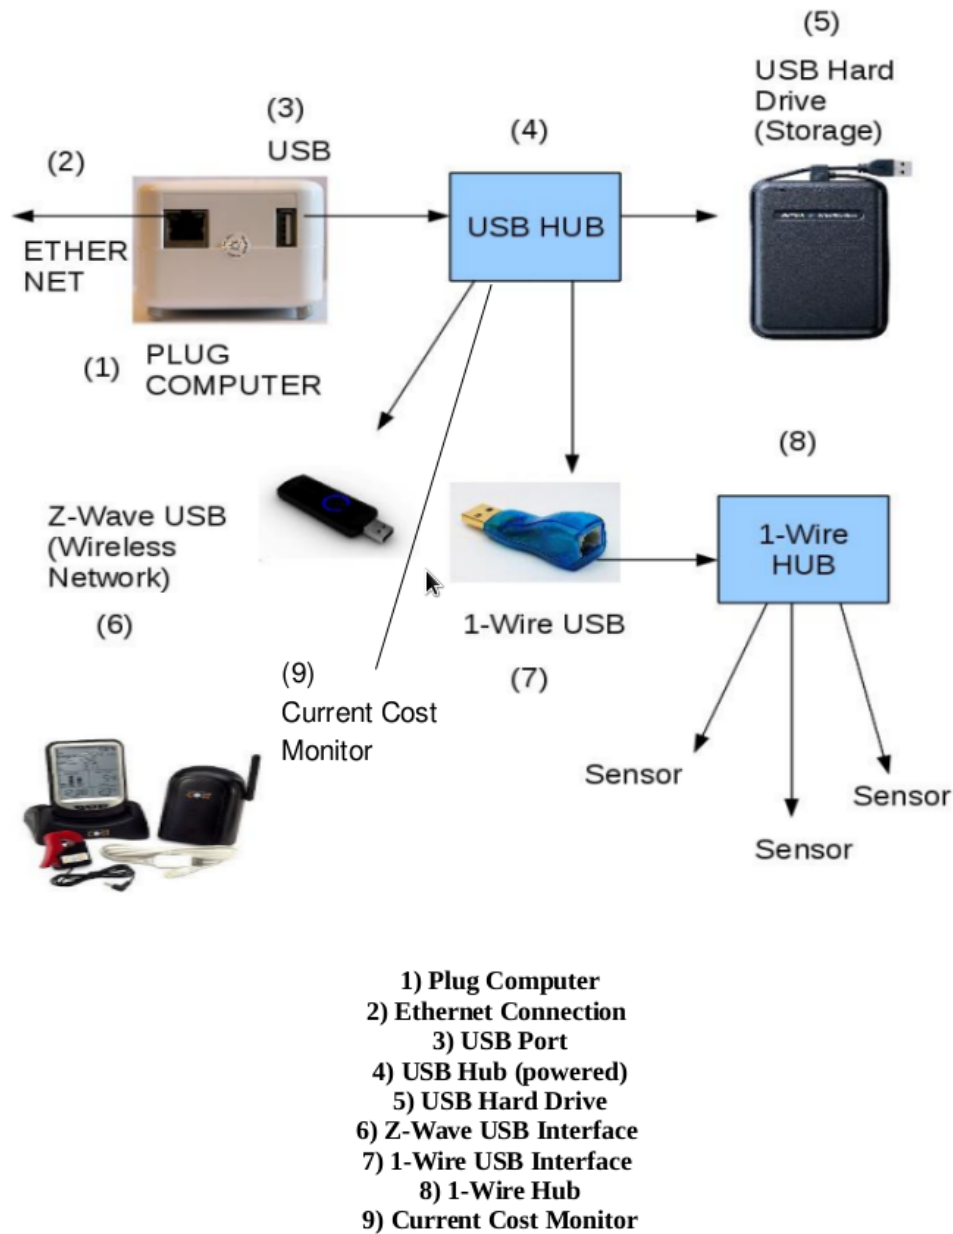 (5)
USB Hard
Drive
(Storage)
(3)
USB
(4)
(2)
USB HUB
ETHER
NET
(1)
PLUG
COMPUTER
(8)
Z-Wave USB
(Wireless
Network)
(6)
1-Wire
HUB
1-Wire USB
(7)
(9)
Current Cost
Monitor
Sensor
Sensor
Sensor
1) Plug Computer
2) Ethernet Connection
3) USB Port
4) USB Hub (powered)
5) USB Hard Drive
6) Z-Wave USB Interface
7) 1-Wire USB Interface
8) 1-Wire Hub
9) Current Cost Monitor